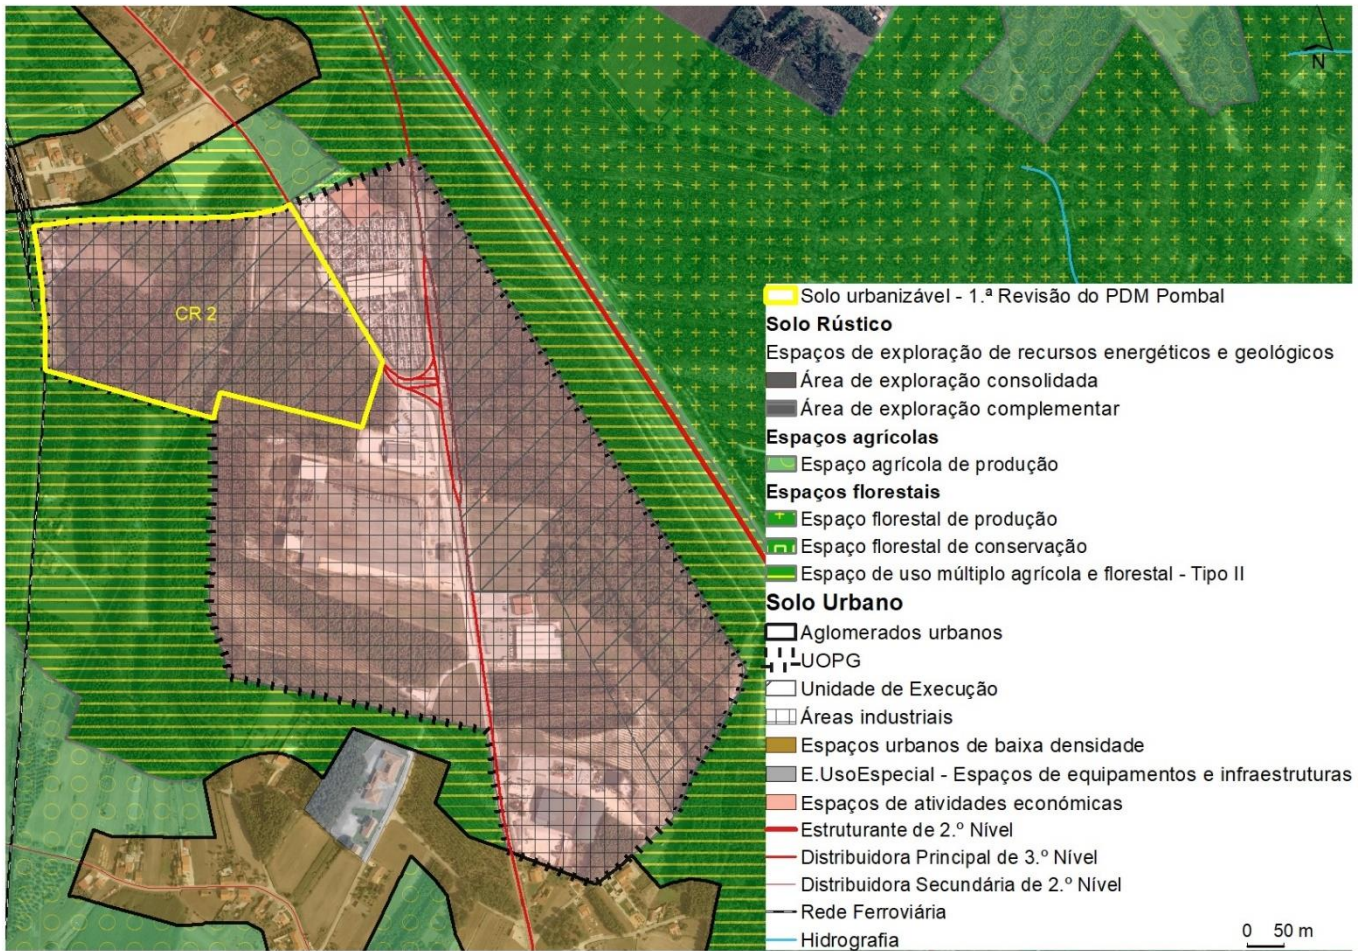 N
CR 2
Solo urbanizável - 1.ª Revisão do PDM Pombal
Solo Rústico
Espaços de exploração de recursos energéticos e geológicos
Área de exploração consolidada
Área de exploração complementar
Espaços agrícolas
Espaço agrícola de produção
Espaços florestais
Espaço florestal de produção
Espaço florestal de conservação
Espaço de uso múltiplo agrícola e florestal - Tipo II
Solo Urbano
Aglomerados urbanos
UOPG
Unidade de Execução
Áreas industriais
Espaços urbanos de baixa densidade
E.UsoEspecial - Espaços de equipamentos e infraestruturas
Espaços de atividades económicas
Estruturante de 2.º Nível
Distribuidora Principal de 3.º Nível
Distribuidora Secundária de 2.º Nível
Rede Ferroviária
Hidrografia
0 50 m